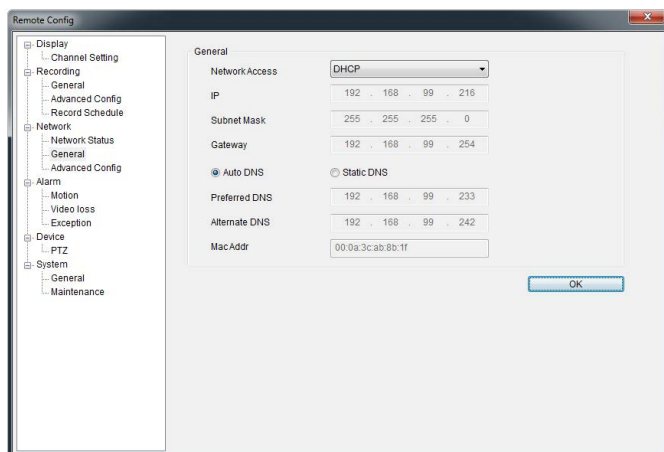 Remote Config
Display
Channel Setting
Recording
General
Advanced Config
Record Schedule
Network
Network Status
General
Advanced Config
Alarm
Motion
Video loss
Exception
Device
PTZ
System
General
Maintenance
General
Network Access DHCP
IP 192 . 168 . 99 . 216
Subnet Mask 255 . 255 . 255 . 0
Gateway 192 . 168 . 99 . 254
Auto DNS Static DNS
Preferred DNS 192 . 168 . 99 . 233
Alternate DNS 192 . 168 . 99 . 242
Mac Addr 00:0a:3c:ab:8b:1f
OK